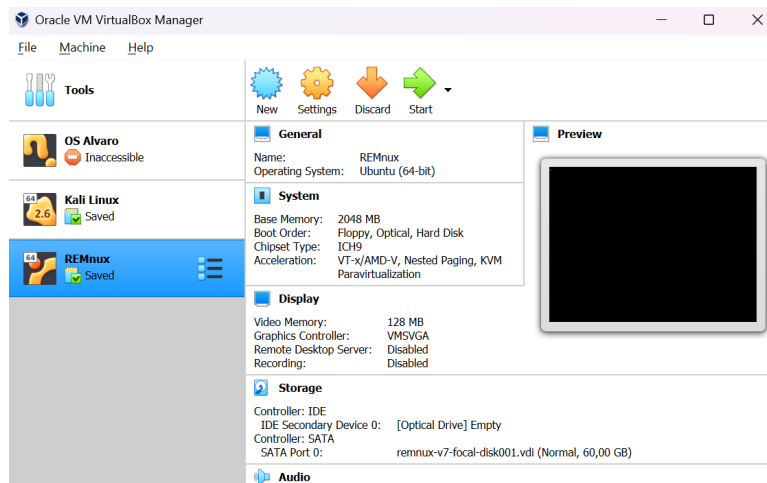 Oracle VM VirtualBox Manager
File Machine Help
Tools
New Settings Discard Start
OS Alvaro
Inaccessible
64
2.6
Kali Linux
Saved
64
REMnux
Saved
General
Name: REMnux
Operating System: Ubuntu (64-bit)
System
Base Memory: 2048 MB
Boot Order: Floppy, Optical, Hard Disk
Chipset Type: ICH9
Acceleration: VT-x/AMD-V, Nested Paging, KVM
Paravirtualization
Preview
Display
Video Memory: 128 MB
Graphics Controller: VMSVGA
Remote Desktop Server: Disabled
Recording: Disabled
Storage
Controller: IDE
IDE Secondary Device 0: [Optical Drive] Empty
Controller: SATA
SATA Port 0: remnux-v7-focal-disk001.vdi (Normal, 60,00 GB)
Audio